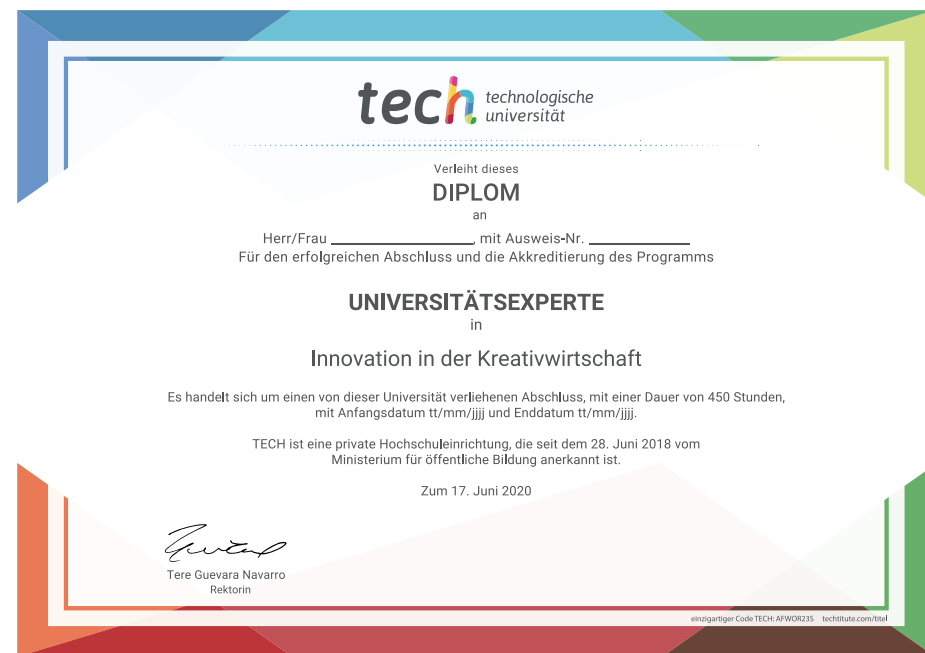 tech technologische
universität
Verleiht dieses
DIPLOM
an
Herr/Frau ____________________, mit Ausweis-Nr. ______________
Für den erfolgreichen Abschluss und die Akkreditierung des Programms
UNIVERSITÄTSEXPERTE
in
Innovation in der Kreativwirtschaft
Es handelt sich um einen von dieser Universität verliehenen Abschluss, mit einer Dauer von 450 Stunden,
mit Anfangsdatum tt/mm/jjjj und Enddatum tt/mm/jjjj.
TECH ist eine private Hochschuleinrichtung, die seit dem 28. Juni 2018 vom
Ministerium für öffentliche Bildung anerkannt ist.
Zum 17. Juni 2020
Tere Guevara Navarro
Rektorin
einzigartiger Code TECH: AFWOR23S techtitute.com/titel